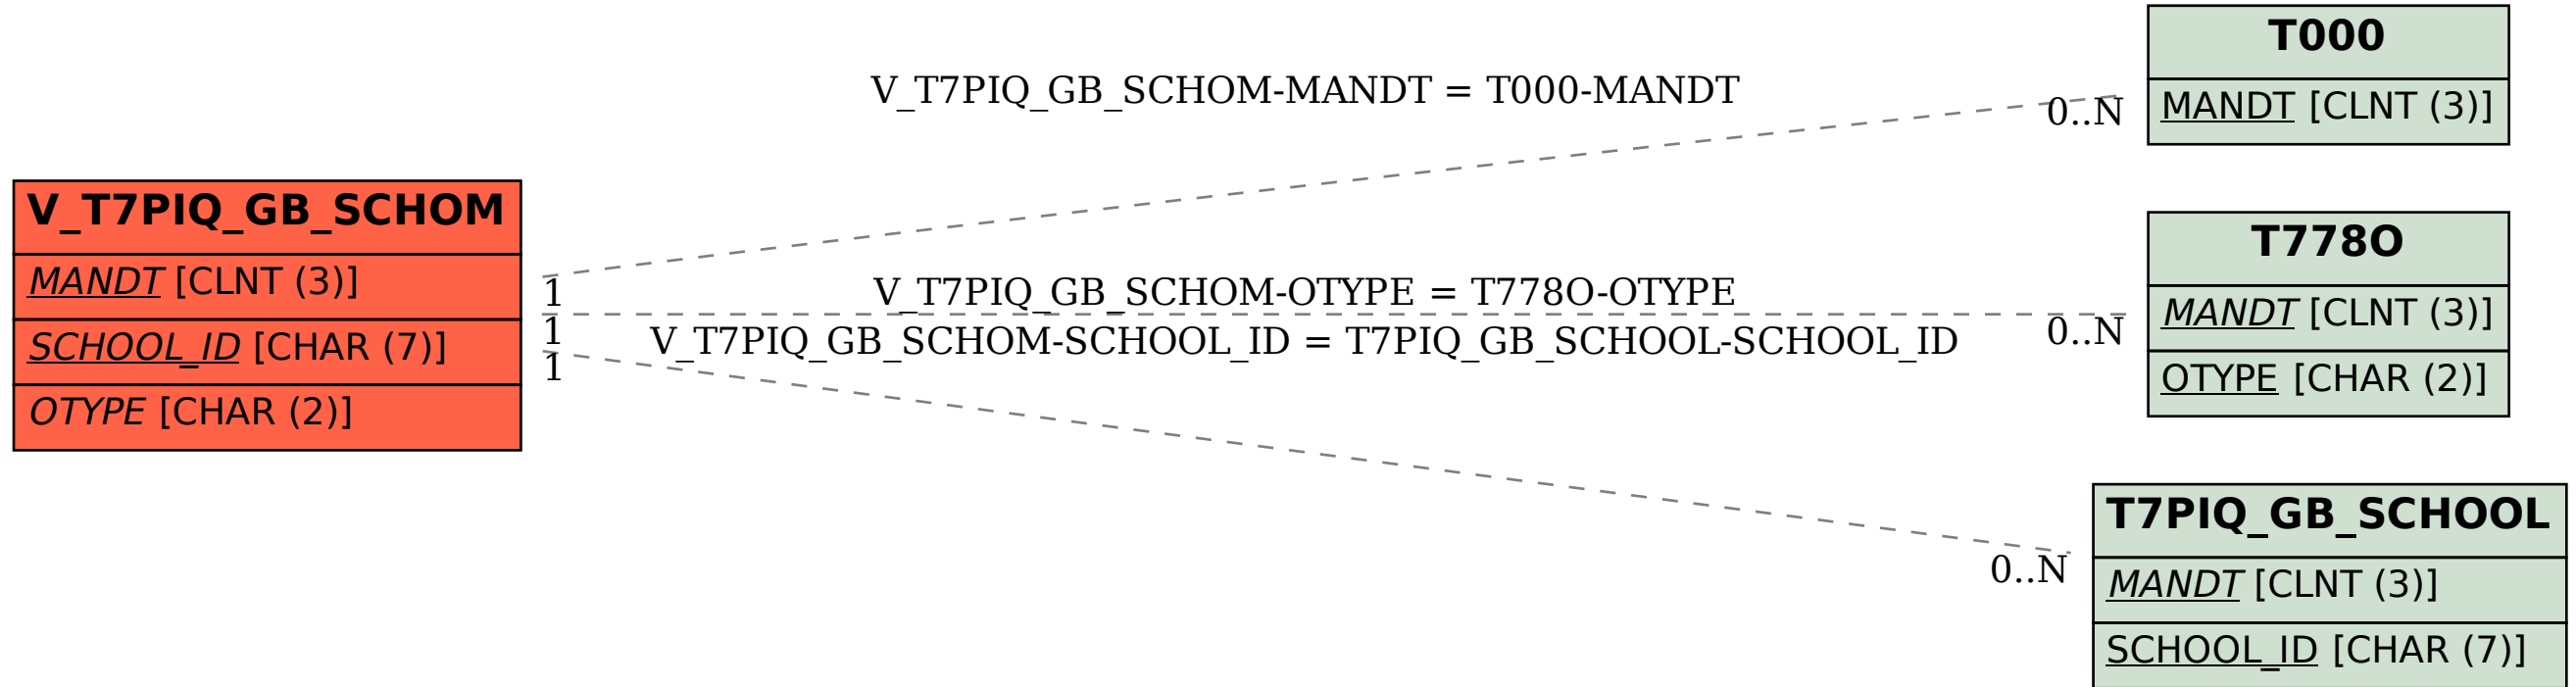 V_T7PIQ_GB_SCHOM
MANDT [CLNT (3)]
SCHOOL_ID [CHAR (7)]
OTYPE [CHAR (2)]
V_T7PIQ_GB_SCHOM-MANDT = T000-MANDT
1
0..N
V_T7PIQ_GB_SCHOM-OTYPE = T778O-OTYPE
1
0..N
V_T7PIQ_GB_SCHOM-SCHOOL_ID = T7PIQ_GB_SCHOOL-SCHOOL_ID
1
0..N
T000
MANDT [CLNT (3)]
T778O
MANDT [CLNT (3)]
OTYPE [CHAR (2)]
T7PIQ_GB_SCHOOL
MANDT [CLNT (3)]
SCHOOL_ID [CHAR (7)]